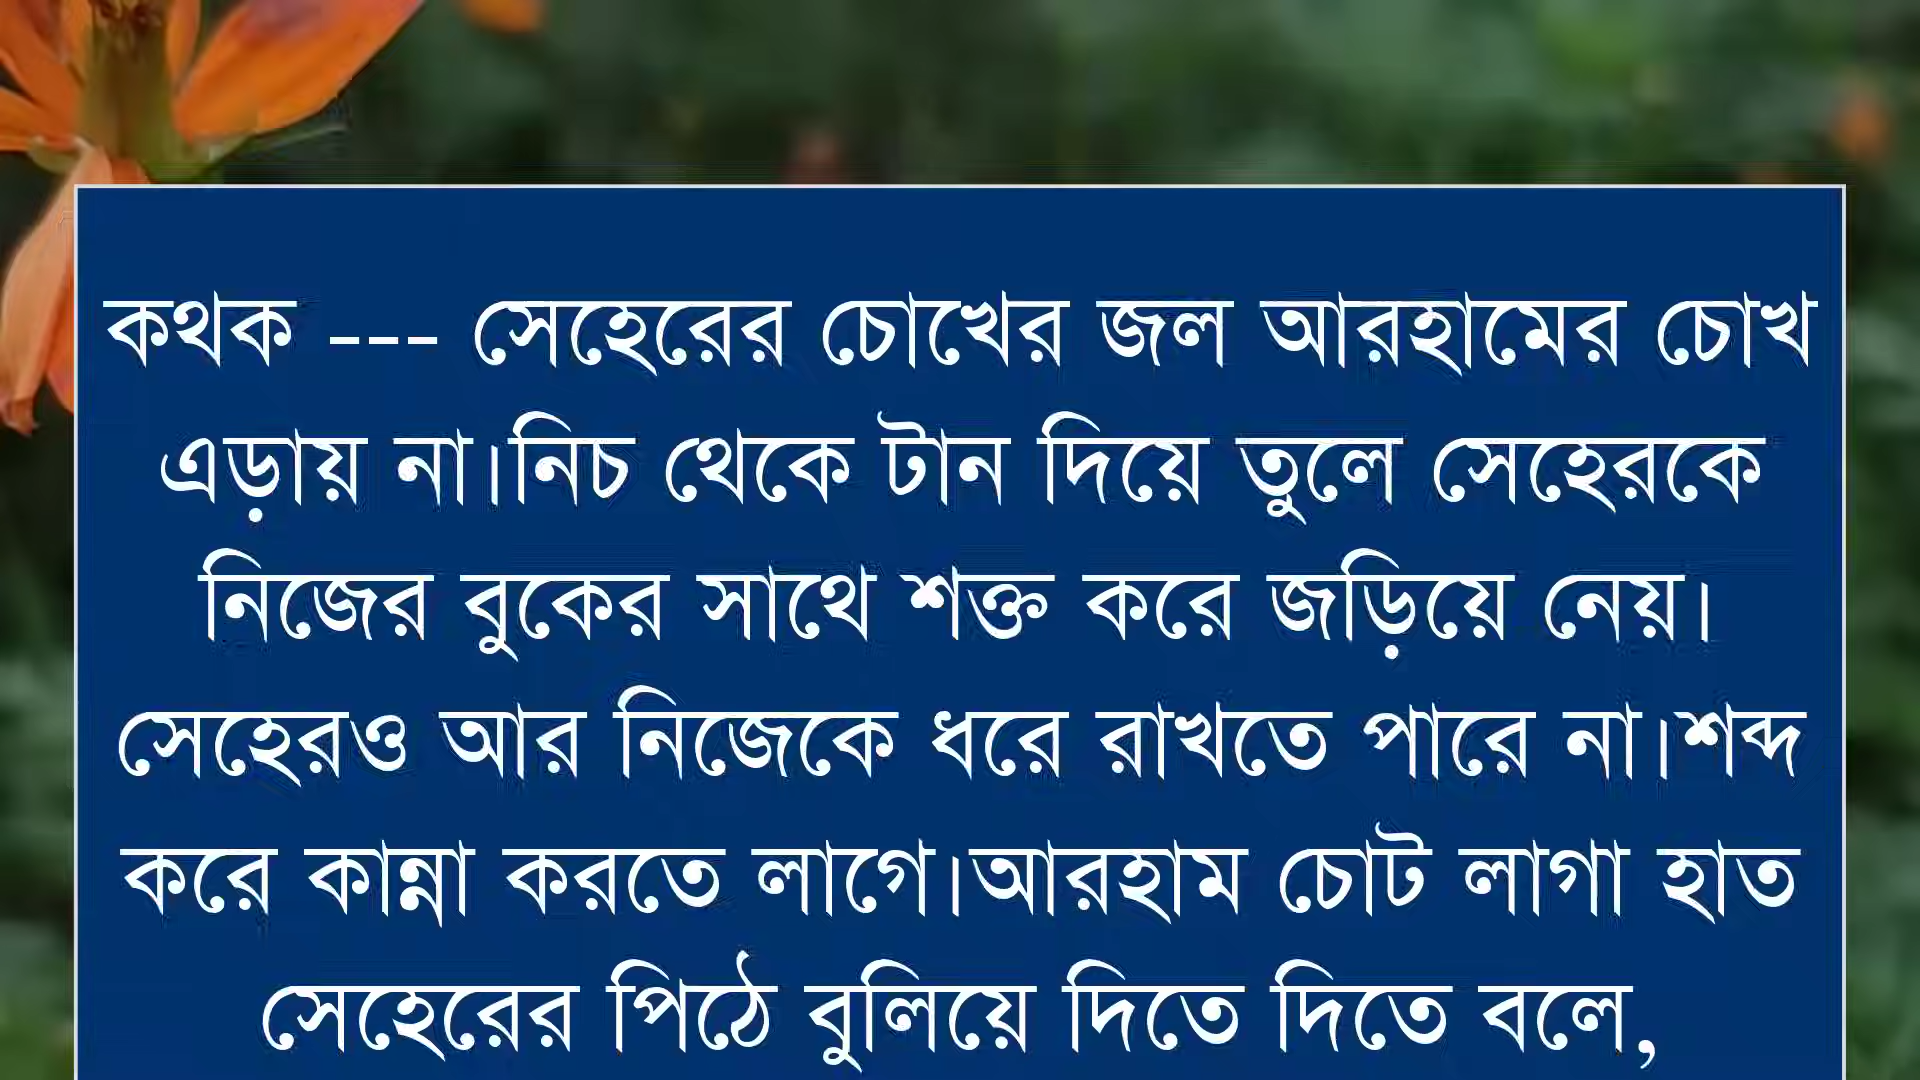 কথক --- সেহেরের চোখের জল আরহামের চোখ
এড়ায় না।নিচ থেকে টান দিয়ে তুলে সেহেরকে
নিজের বুকের সাথে শক্ত করে জড়িয়ে নেয়।
সেহেরও আর নিজেকে ধরে রাখতে পারে না।শব্দ
করে কান্না করতে লাগে।আরহাম চোট লাগা হাত
সেহেরের পিঠে বুলিয়ে দিতে দিতে বলে,